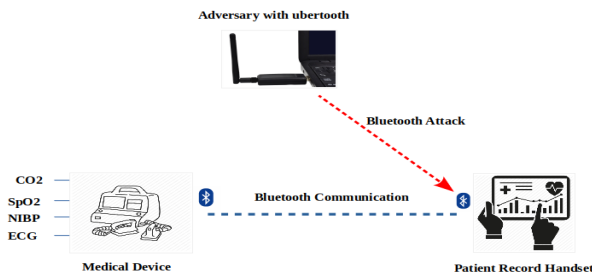 Adversary with ubertooth
Bluetooth Attack
CO2
SpO2
NIBP
ECG
Bluetooth Communication
Medical Device
Patient Record Handset